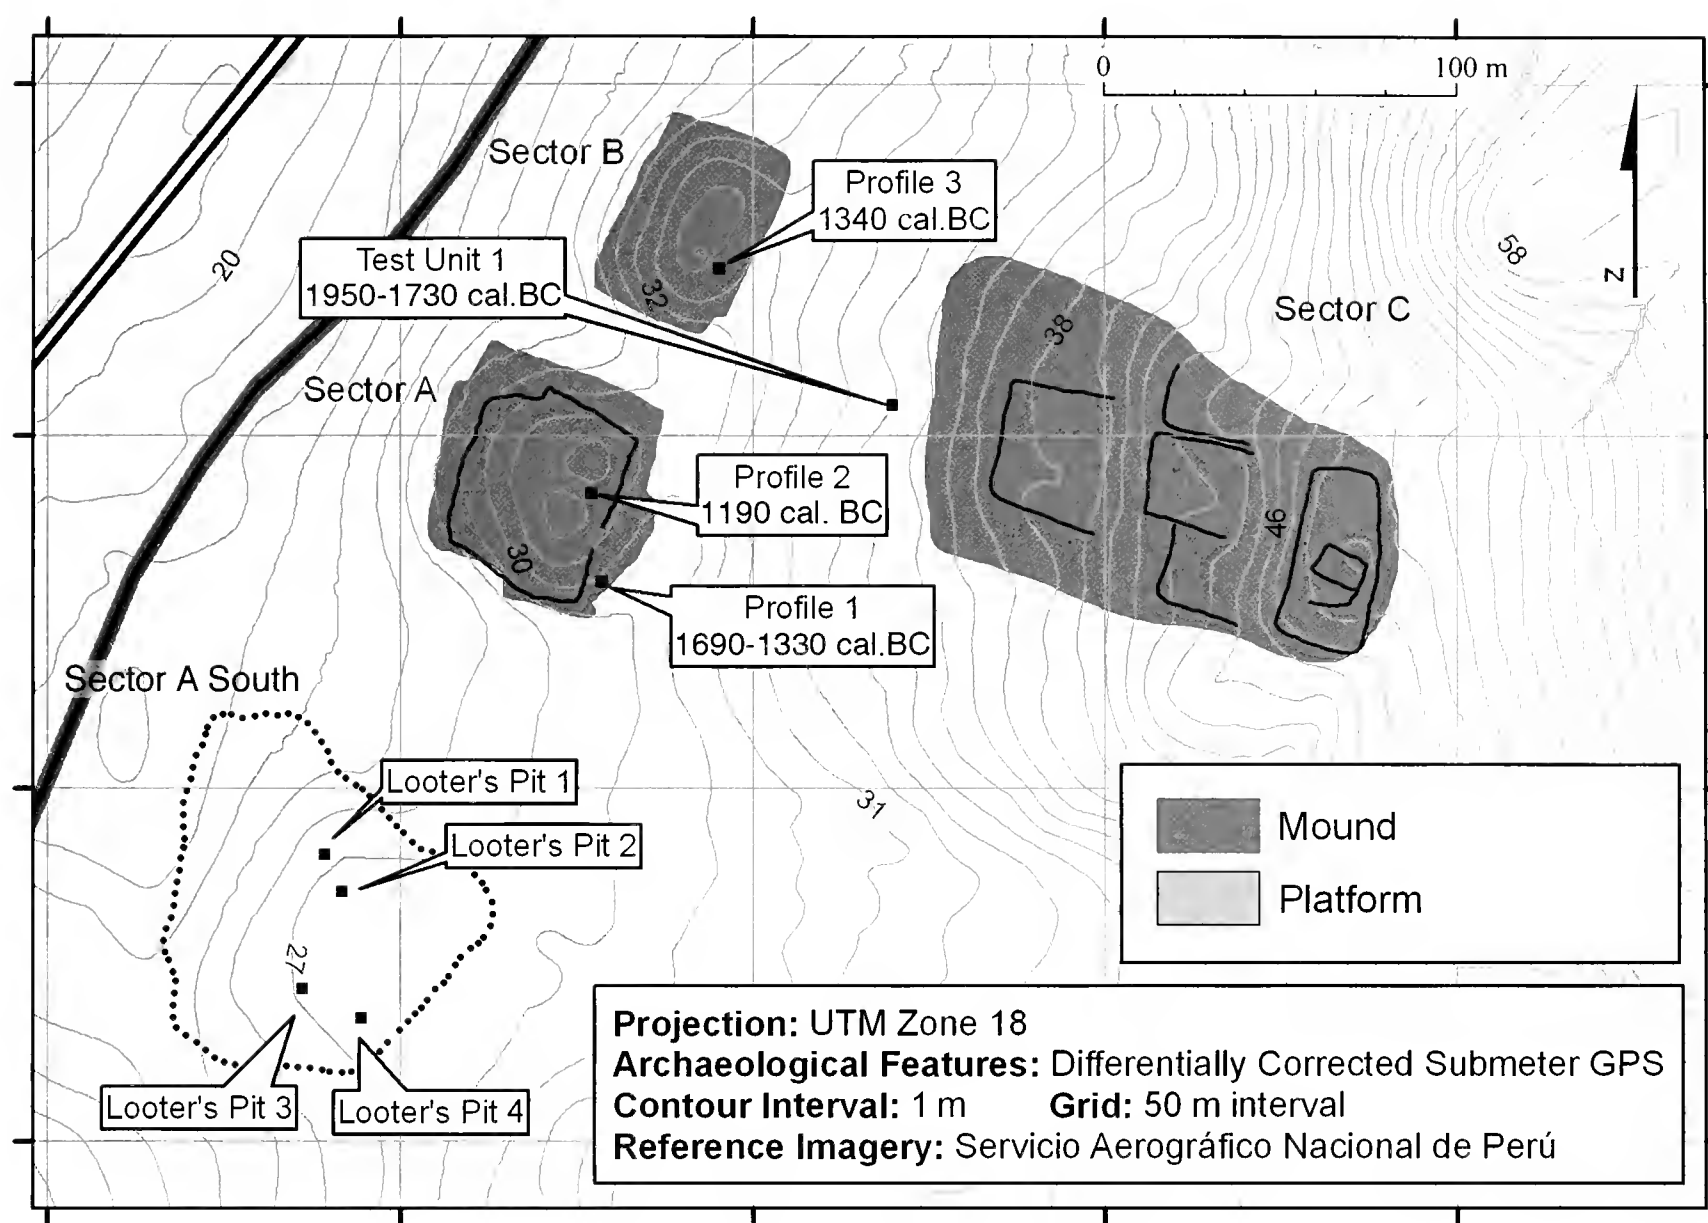 0 100 m
Sector B
Profile 3
1340 cal.BC
58
20
Test Unit 1
1950-1730 cal.BC
32
N
Sector C
38
Sector A
Profile 2
1190 cal. BC
46
30
Profile 1
1690-1330 cal.BC
Sector A South
Looter's Pit 1
31
Looter's Pit 2
Mound
Platform
27
Looter's Pit 3
Looter's Pit 4
Projection: UTM Zone 18
Archaeological Features: Differentially Corrected Submeter GPS
Contour Interval: 1 m Grid: 50 m interval
Reference Imagery: Servicio Aerográfico Nacional de Perú